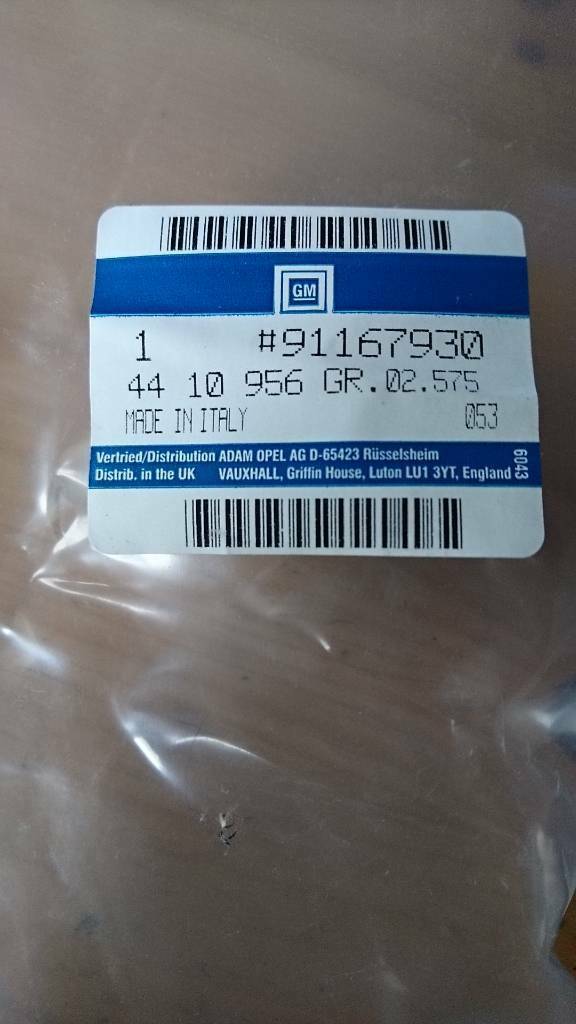 GM
1 #91167930
44 10 956 GR.02.575
MADE IN ITALY 053
Vertried/Distribution ADAM OPEL AG D-65423 Rüsselsheim
Distrib. in the UK VAUXHALL, Griffin House, Luton LU1 3YT, England
6043